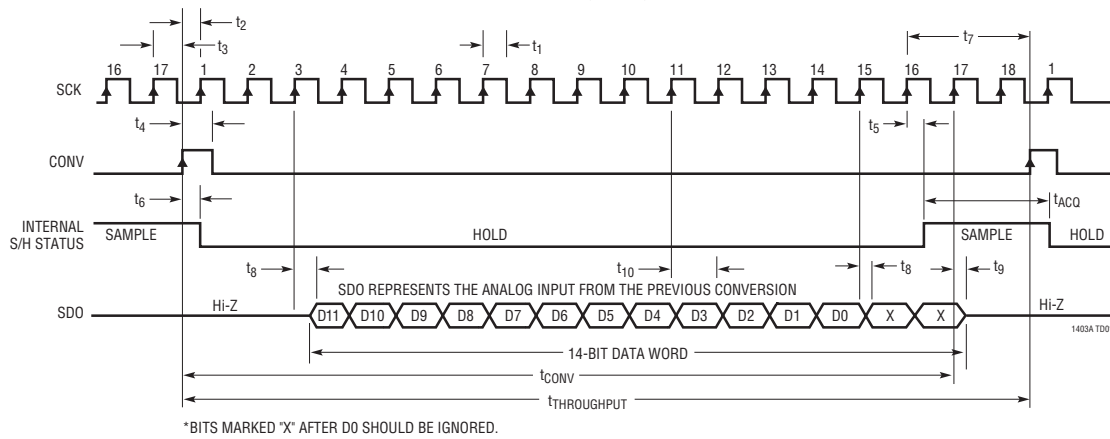 t2
t3
t1
t7
16 17 1 2 3 4 5 6 7 8 9 10 11 12 13 14 15 16 17 18 1
SCK
t4
t5
CONV
t6
tACQ
INTERNAL
S/H STATUS
SAMPLE
HOLD
SAMPLE
HOLD
t8
t10
t8
t9
SDO REPRESENTS THE ANALOG INPUT FROM THE PREVIOUS CONVERSION
SDO
Hi-Z
D11 D10 D9 D8 D7 D6 D5 D4 D3 D2 D1 D0 X X
Hi-Z
14-BIT DATA WORD
tCONV
tTHROUGHPUT
*BITS MARKED "X" AFTER D0 SHOULD BE IGNORED.